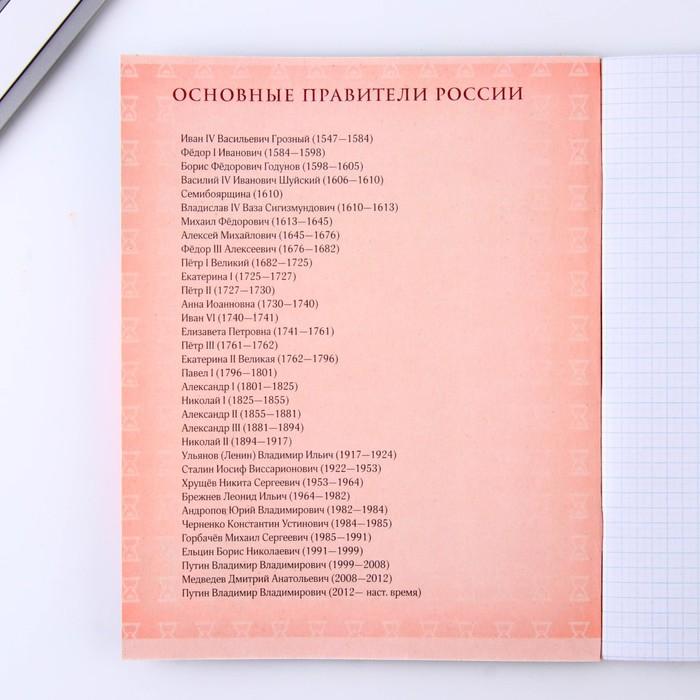 ОСНОВНЫЕ ПРАВИТЕЛИ РОССИИ
Иван IV Васильевич Грозный (1547—1584)
Фёдор I Иванович (1584—1598)
Борис Фёдорович Годунов (1598—1605)
Василий IV Иванович Шуйский (1606—1610)
Семибоярщина (1610)
Владислав IV Ваза Сигизмундович (1610—1613)
Михаил Фёдорович (1613—1645)
Алексей Михайлович (1645—1676)
Фёдор III Алексеевич (1676—1682)
Пётр I Великий (1682—1725)
Екатерина I (1725—1727)
Пётр II (1727—1730)
Анна Иоанновна (1730—1740)
Иван VI (1740—1741)
Елизавета Петровна (1741—1761)
Пётр III (1761—1762)
Екатерина II Великая (1762—1796)
Павел I (1796—1801)
Александр I (1801—1825)
Николай I (1825—1855)
Александр II (1855—1881)
Александр III (1881—1894)
Николай II (1894—1917)
Ульянов (Ленин) Владимир Ильич (1917—1924)
Сталин Иосиф Виссарионович (1922—1953)
Хрущёв Никита Сергеевич (1953—1964)
Брежнев Леонид Ильич (1964—1982)
Андропов Юрий Владимирович (1982—1984)
Черненко Константин Устинович (1984—1985)
Горбачёв Михаил Сергеевич (1985—1991)
Ельцин Борис Николаевич (1991—1999)
Путин Владимир Владимирович (1999—2008)
Медведев Дмитрий Анатольевич (2008—2012)
Путин Владимир Владимирович (2012— наст. время)